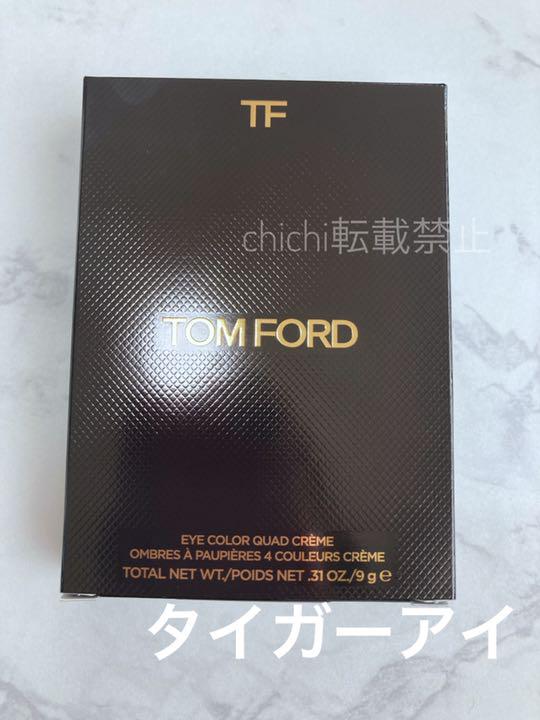 TF
chichi転載禁止
TOM FORD
EYE COLOR QUAD CRÈME
OMBRES À PAUPIÈRES 4 COULEURS CRÈME
TOTAL NET WT./POIDS NET .31 OZ./9 g ℮
タイガーアイ